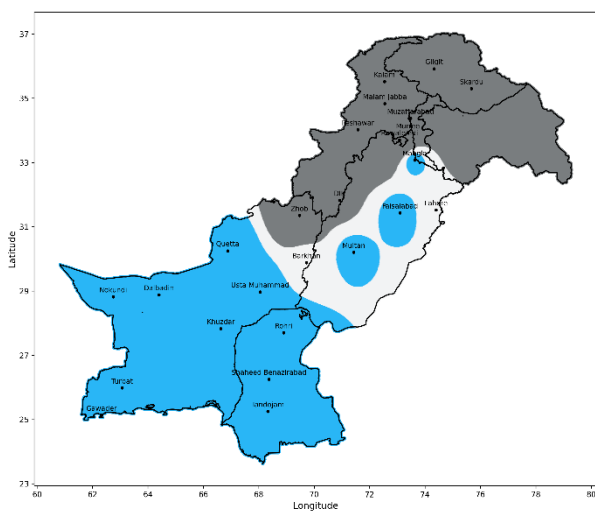 37
Gilgit
Kalam
Skardu
35
Malam Jabba
Muzaffarabad
Peshawar
33
Zhob
Faisalabad
Lahore
31
Quetta
Multan
Barkhan
29
Nokundi
Dalbadin
Usta Muhammad
Khuzdar
Rohri
27
Turbat
Shaheed Benazirabad
Gawader
Tandojam
25
23
60 62 64 66 68 70 72 74 76 78 80
Longitude
Latitude